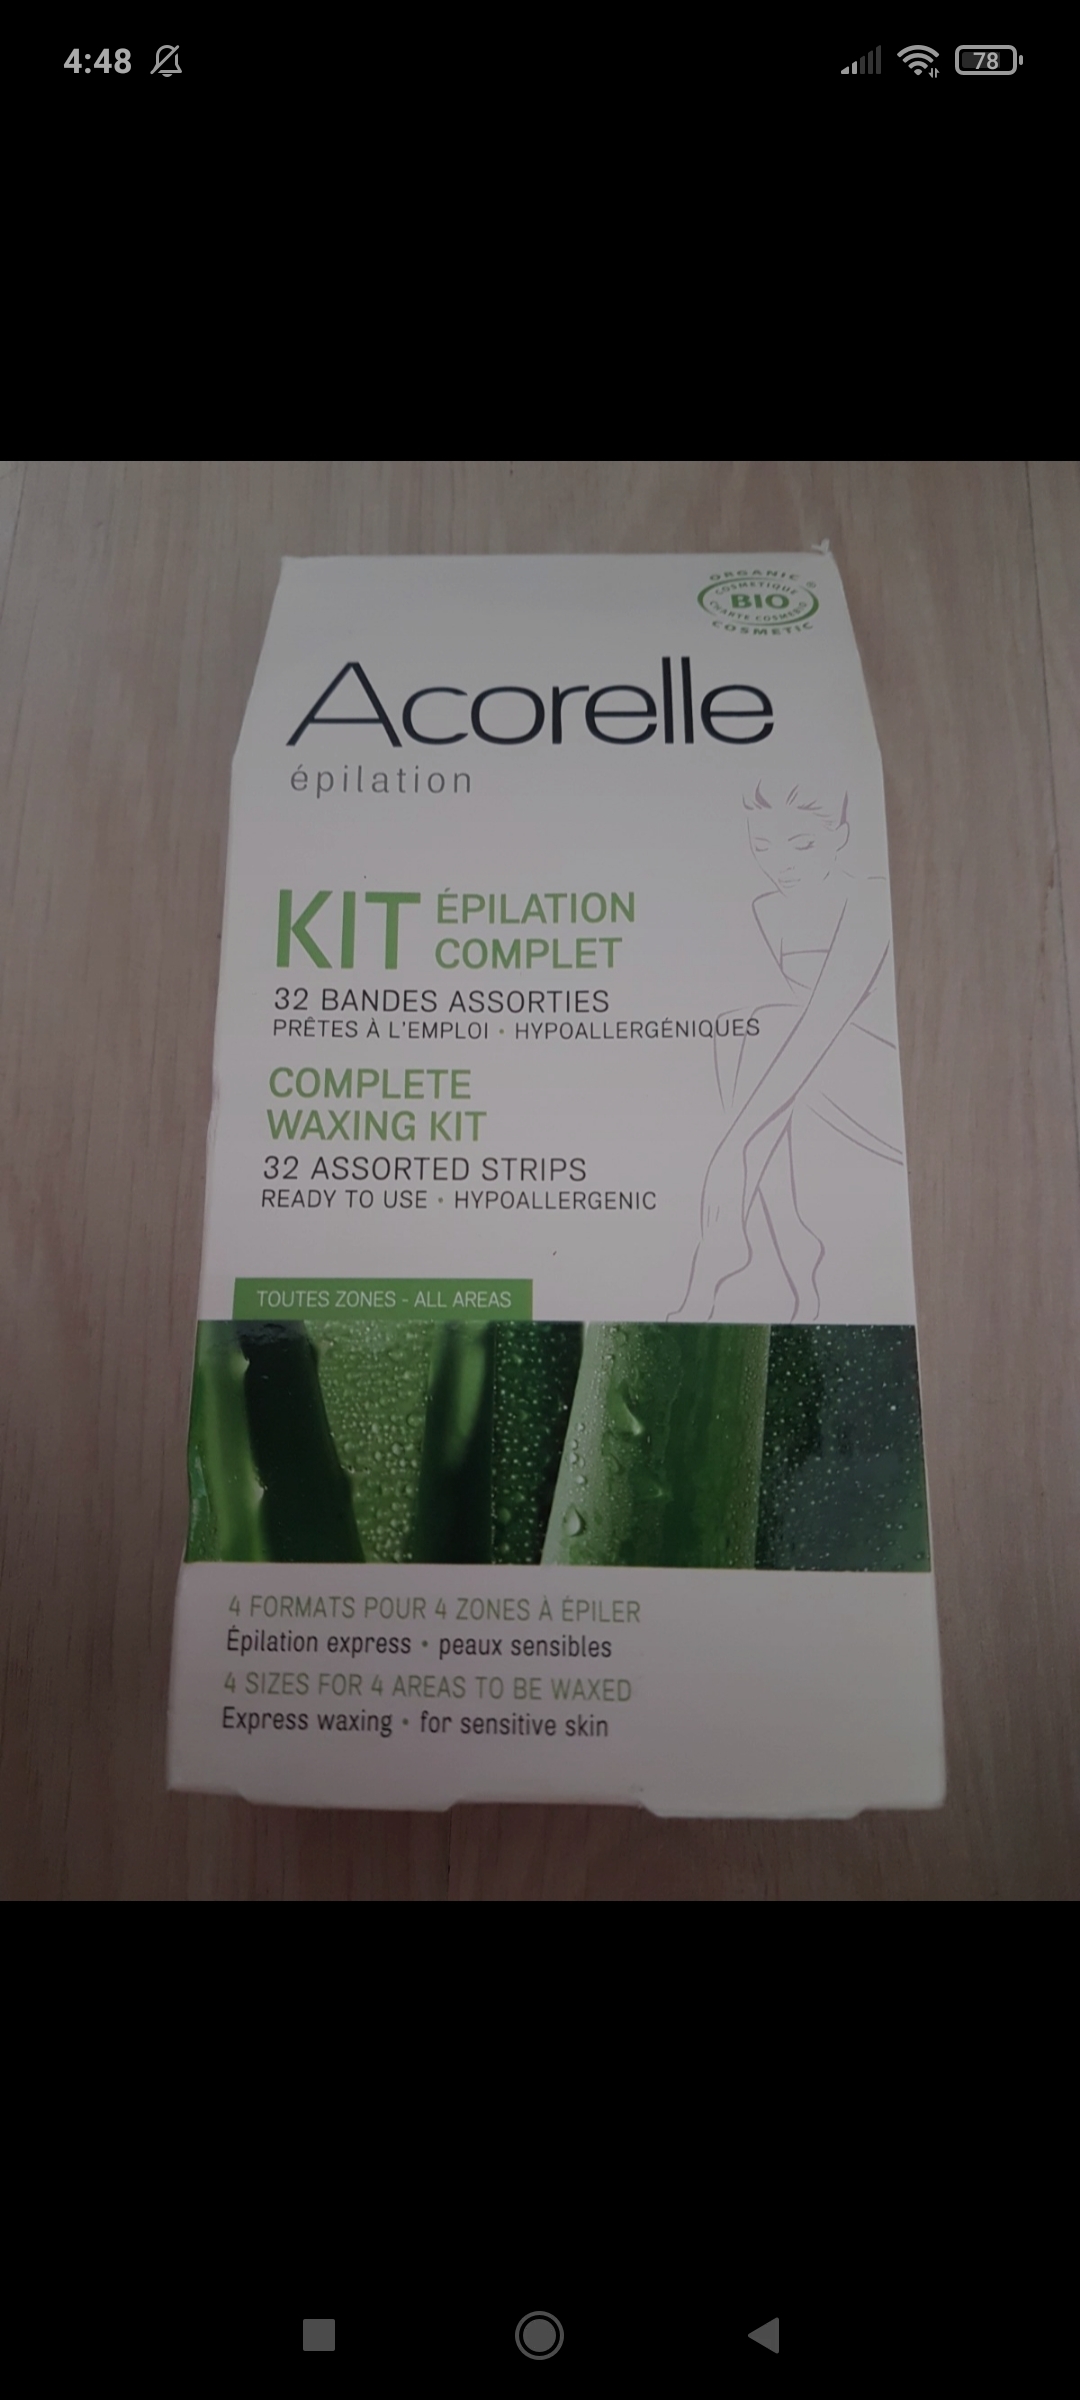 4:48
78
ORGANIC ®
COSMETIQUE
BIO
CHARTE COSMEBIO
COSMETIC
Acorelle
épilation
KIT ÉPILATION
COMPLET
32 BANDES ASSORTIES
PRÊTES À L'EMPLOI • HYPOALLERGÉNIQUES
COMPLETE
WAXING KIT
32 ASSORTED STRIPS
READY TO USE • HYPOALLERGENIC
TOUTES ZONES - ALL AREAS
4 FORMATS POUR 4 ZONES À ÉPILER
Épilation express • peaux sensibles
4 SIZES FOR 4 AREAS TO BE WAXED
Express waxing • for sensitive skin